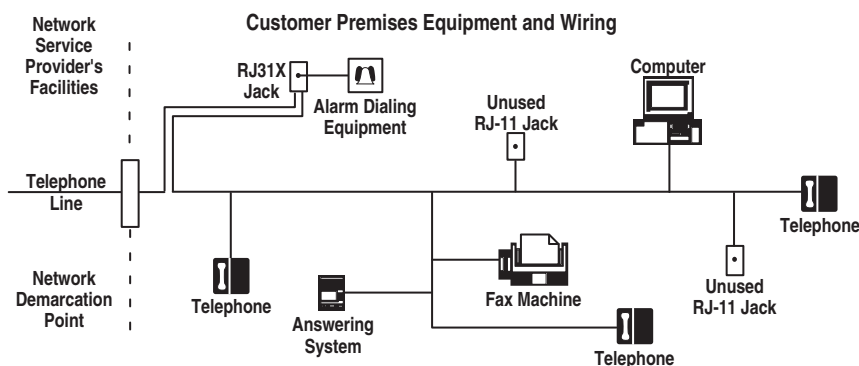 Customer Premises Equipment and Wiring
Network
Service
Provider's
Facilities
RJ31X
Jack
Alarm Dialing
Equipment
Unused
RJ-11 Jack
Computer
Telephone
Line
Telephone
Network
Demarcation
Point
Telephone
Answering
System
Fax Machine
Unused
RJ-11 Jack
Telephone